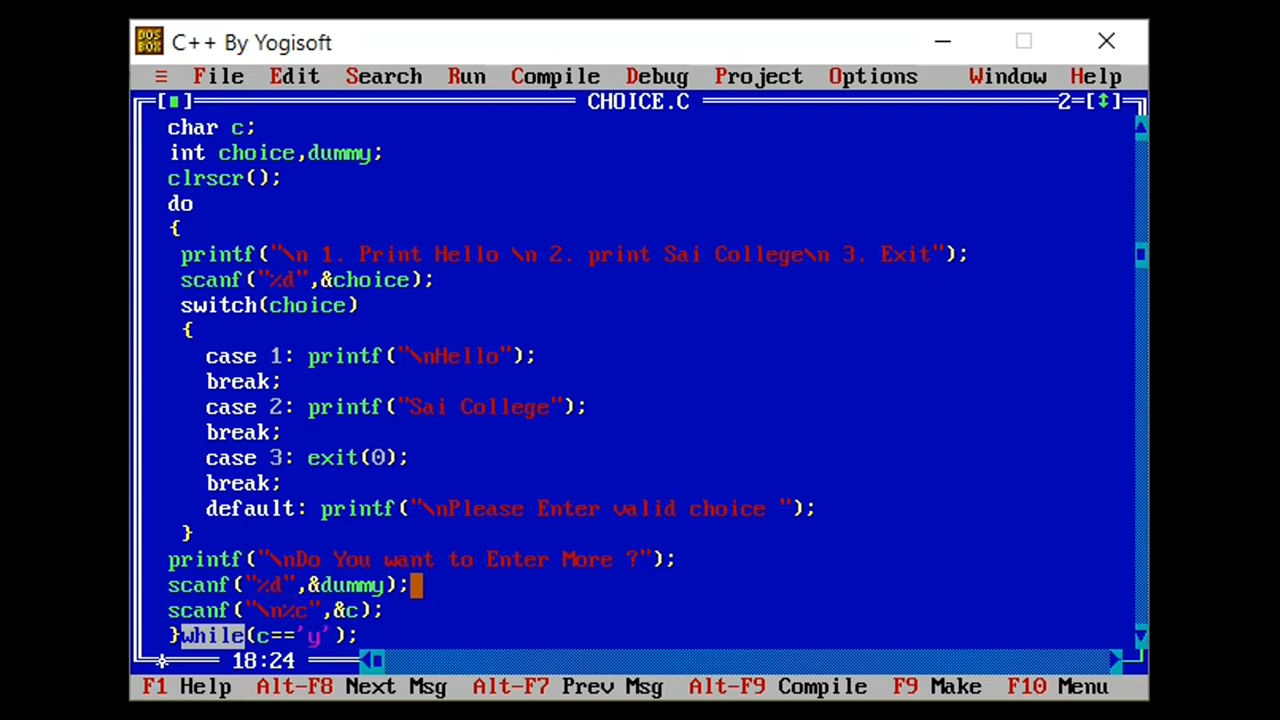 DOS
BOX
C++ By Yogisoft
≡ File Edit Search Run Compile Debug Project Options Window Help
CHOICE.C 2
char c;
int choice,dummy;
clrscr();
do
{
printf("\n 1. Print Hello \n 2. print Sai College\n 3. Exit");
scanf("%d",&choice);
switch(choice)
{
case 1: printf("\nHello");
break;
case 2: printf("Sai College");
break;
case 3: exit(0);
break;
default: printf("\nPlease Enter valid choice ");
}
printf("\nDo You want to Enter More ?");
scanf("%d",&dummy);
scanf("\n%c",&c);
}while(c=='y');
18:24
F1 Help Alt-F8 Next Msg Alt-F7 Prev Msg Alt-F9 Compile F9 Make F10 Menu